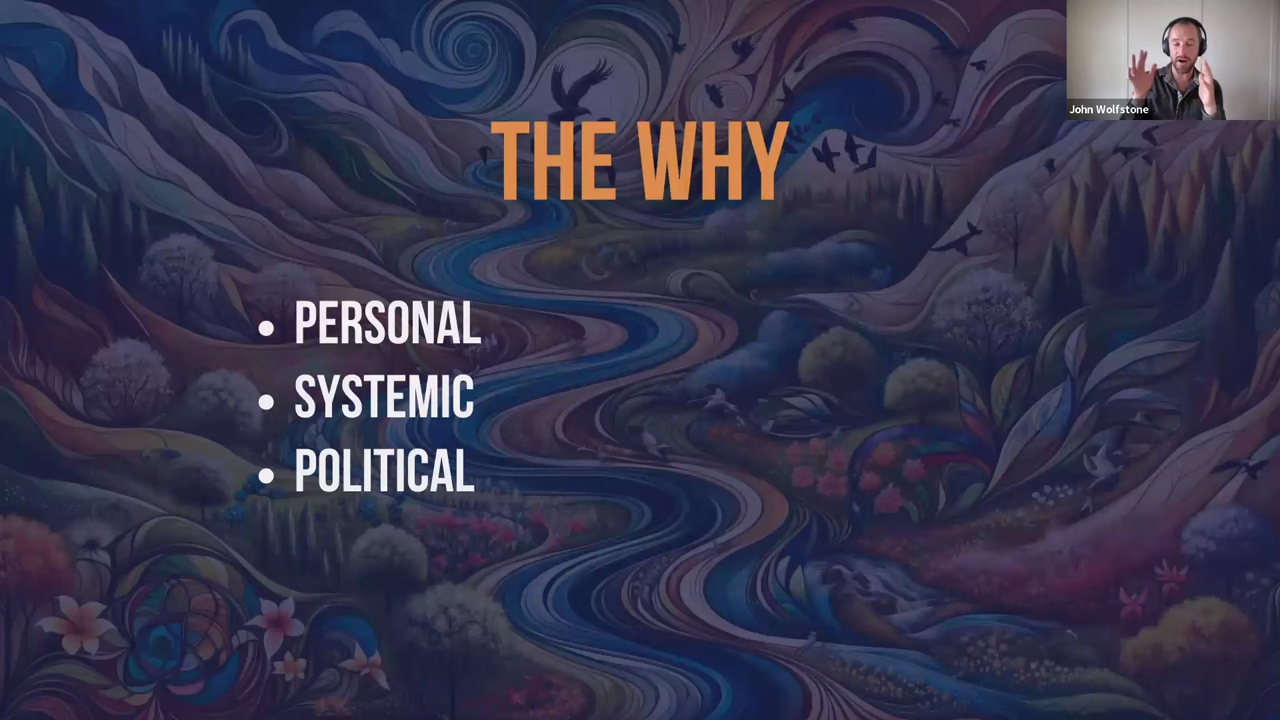 John Wolfstone
THE WHY
• PERSONAL
• SYSTEMIC
• POLITICAL